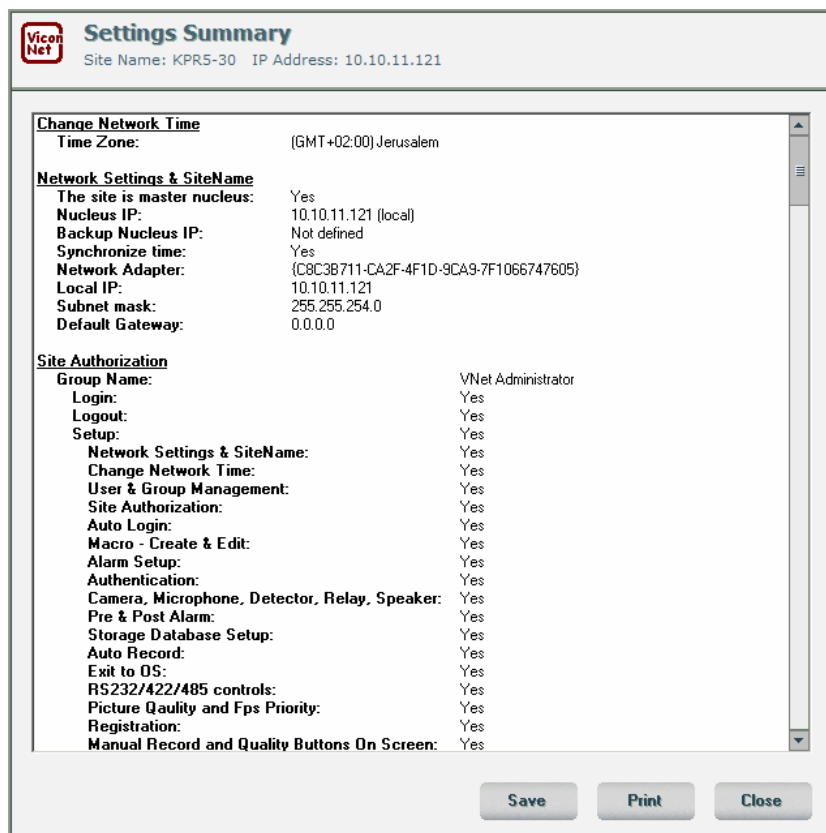 Vicon Net
Settings Summary
Site Name: KPR5-30 IP Address: 10.10.11.121
Change Network Time
Time Zone: (GMT+02:00) Jerusalem
Network Settings & SiteName
The site is master nucleus: Yes
Nucleus IP: 10.10.11.121 (local)
Backup Nucleus IP: Not defined
Synchronize time: Yes
Network Adapter: {C8C3B711-CA2F-4F1D-9CA9-7F1066747605}
Local IP: 10.10.11.121
Subnet mask: 255.255.254.0
Default Gateway: 0.0.0.0
Site Authorization
Group Name: VNet Administrator
Login: Yes
Logout: Yes
Setup: Yes
Network Settings & SiteName: Yes
Change Network Time: Yes
User & Group Management: Yes
Site Authorization: Yes
Auto Login: Yes
Macro - Create & Edit: Yes
Alarm Setup: Yes
Authentication: Yes
Camera, Microphone, Detector, Relay, Speaker: Yes
Pre & Post Alarm: Yes
Storage Database Setup: Yes
Auto Record: Yes
Exit to OS: Yes
RS232/422/485 controls: Yes
Picture Qaulity and Fps Priority: Yes
Registration: Yes
Manual Record and Quality Buttons On Screen: Yes
Save Print Close